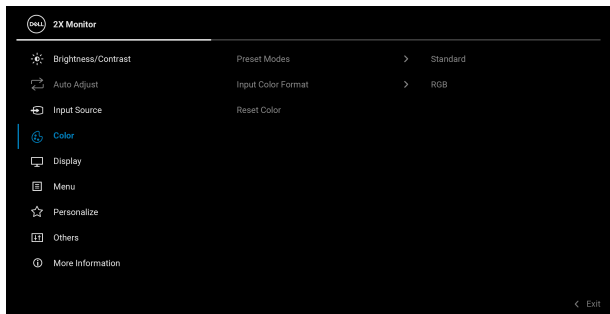 DELL 2X Monitor
Brightness/Contrast Preset Modes > Standard
Auto Adjust Input Color Format > RGB
Input Source Reset Color
Color
Display
Menu
Personalize
Others
More Information
< Exit